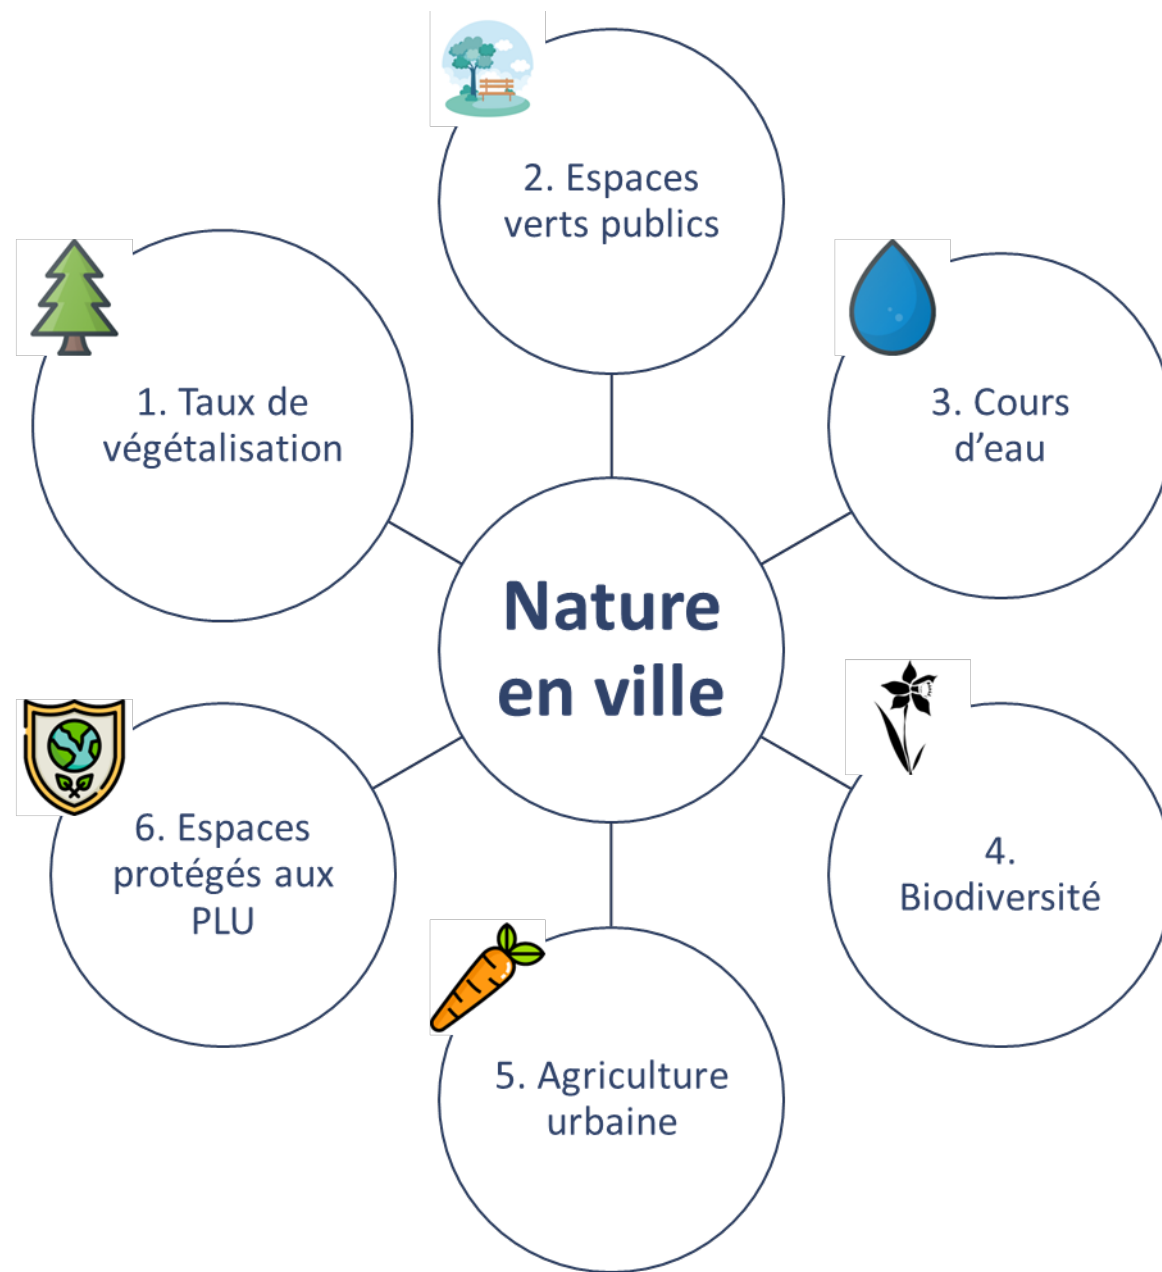 2. Espaces
verts publics
1. Taux de
végétalisation
3. Cours
d’eau
Nature
en ville
6. Espaces
protégés aux
PLU
4.
Biodiversité
5. Agriculture
urbaine